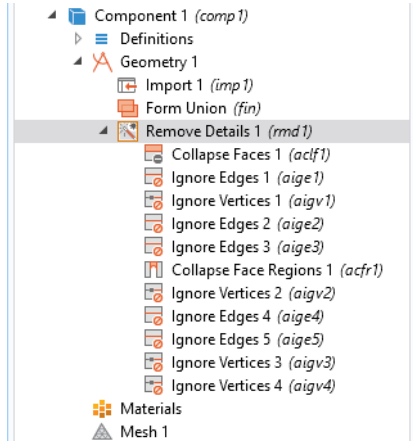 Component 1 (comp1)
Definitions
Geometry 1
Import 1 (imp1)
Form Union (fin)
Remove Details 1 (rmd1)
Collapse Faces 1 (aclf1)
Ignore Edges 1 (aige1)
Ignore Vertices 1 (aigv1)
Ignore Edges 2 (aige2)
Ignore Edges 3 (aige3)
Collapse Face Regions 1 (acfr1)
Ignore Vertices 2 (aigv2)
Ignore Edges 4 (aige4)
Ignore Edges 5 (aige5)
Ignore Vertices 3 (aigv3)
Ignore Vertices 4 (aigv4)
Materials
Mesh 1